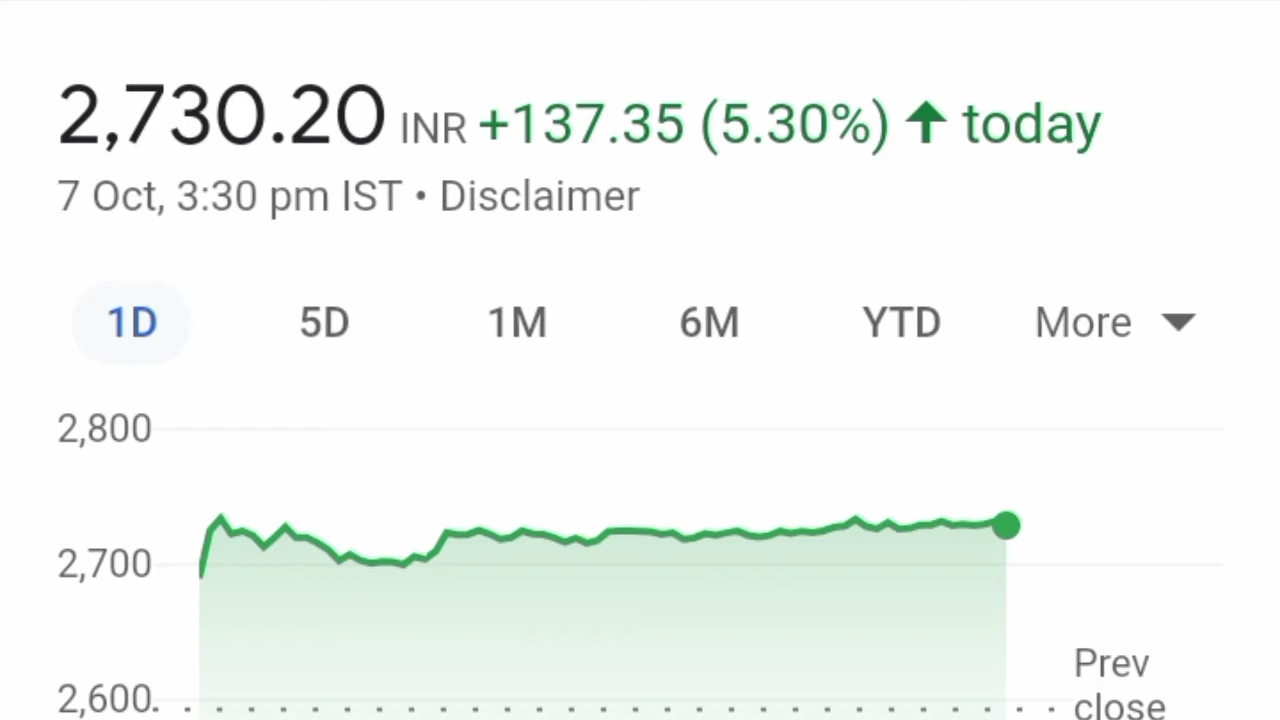 2,730.20 INR +137.35 (5.30%) ↑ today
7 Oct, 3:30 pm IST • Disclaimer
1D 5D 1M 6M YTD More
2,800
2,700
2,600
Prev
close